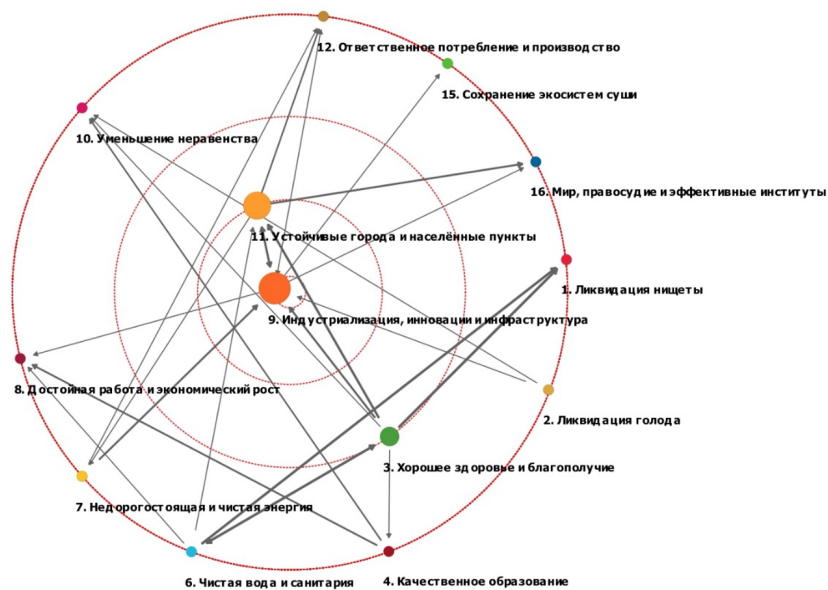 12. Ответственное потребление и производство
15. Сохранение экосистем суши
10. Уменьшение неравенства
16. Мир, правосудие и эффективные институты
11. Устойчивые города и населённые пункты
1. Ликвидация нищеты
9. Индустриализация, инновации и инфраструктура
8. Достойная работа и экономический рост
2. Ликвидация голода
3. Хорошее здоровье и благополучие
7. Недорогостоящая и чистая энергия
6. Чистая вода и санитария
4. Качественное образование